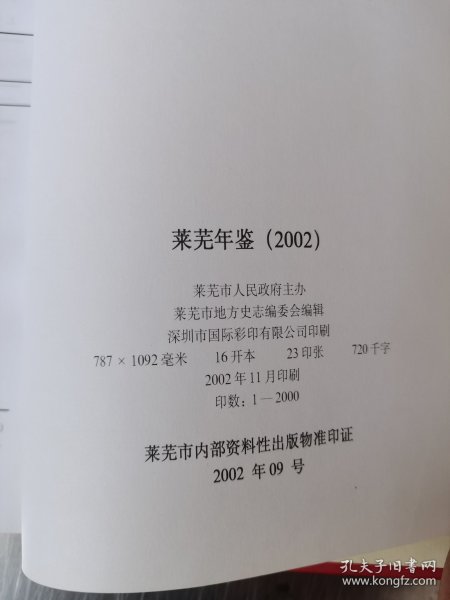 莱芜年鉴(2002)
莱芜市人民政府主办
莱芜市地方史志编委会编辑
深圳市国际彩印有限公司印刷
787×1092毫米 16开本 23印张 720千字
2002年11月印刷
印数:1—2000
莱芜市内部资料性出版物准印证
2002 年09 号
孔夫子旧书网
www.kongfz.com